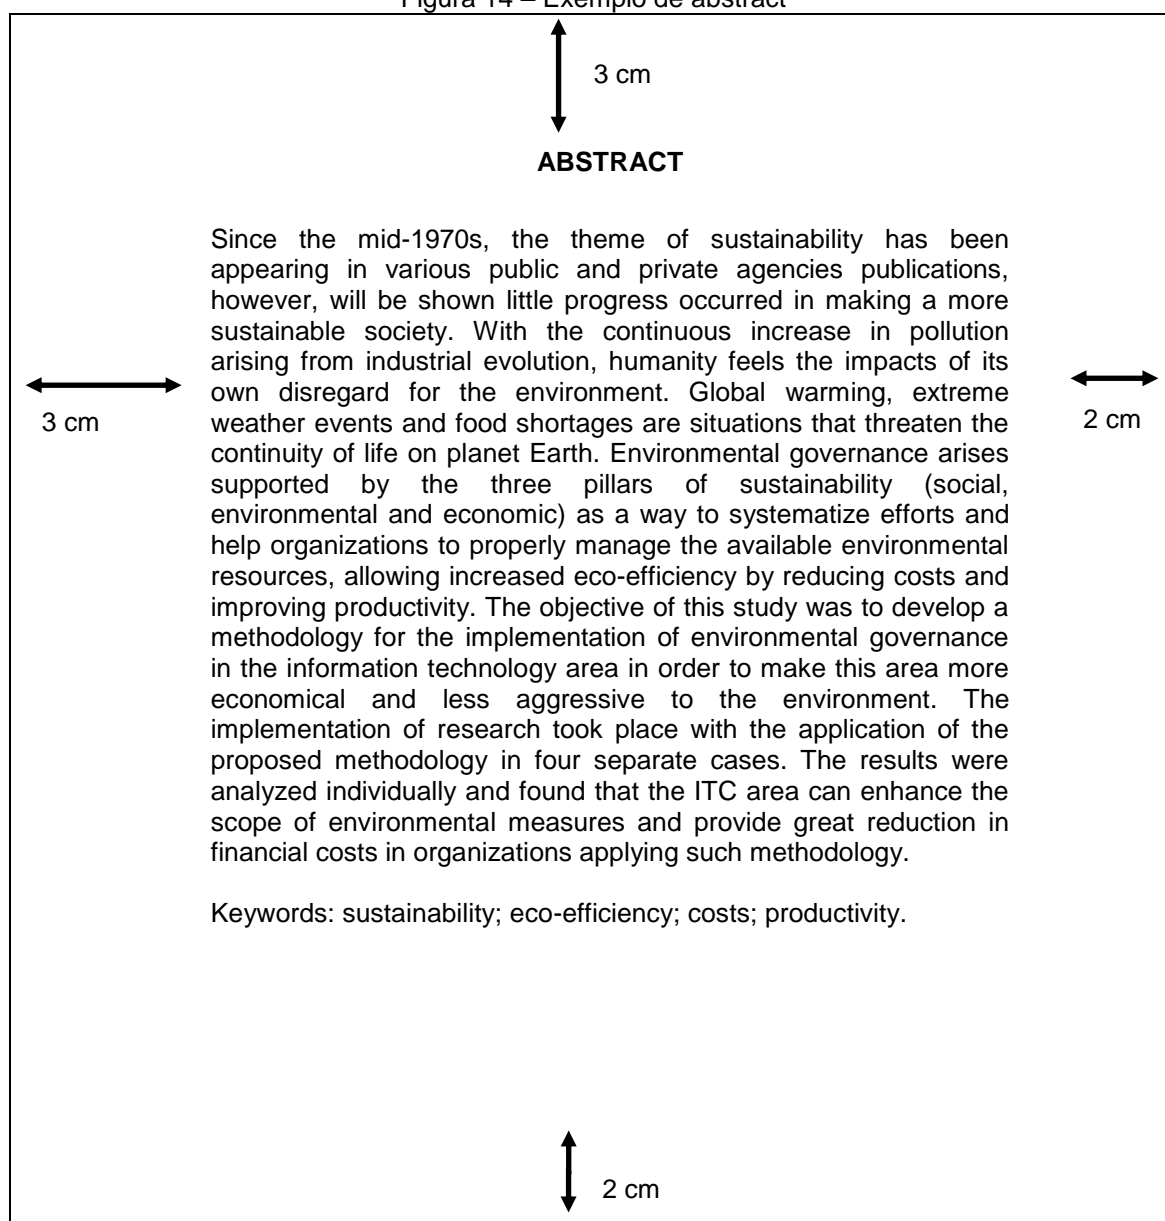 Figura 14 – Exemplo de abstract
3 cm
ABSTRACT
Since the mid-1970s, the theme of sustainability has been
appearing in various public and private agencies publications,
however, will be shown little progress occurred in making a more
sustainable society. With the continuous increase in pollution
arising from industrial evolution, humanity feels the impacts of its
own disregard for the environment. Global warming, extreme
weather events and food shortages are situations that threaten the
continuity of life on planet Earth. Environmental governance arises
supported by the three pillars of sustainability (social,
environmental and economic) as a way to systematize efforts and
help organizations to properly manage the available environmental
resources, allowing increased eco-efficiency by reducing costs and
improving productivity. The objective of this study was to develop a
methodology for the implementation of environmental governance
in the information technology area in order to make this area more
economical and less aggressive to the environment. The
implementation of research took place with the application of the
proposed methodology in four separate cases. The results were
analyzed individually and found that the ITC area can enhance the
scope of environmental measures and provide great reduction in
financial costs in organizations applying such methodology.
3 cm
2 cm
Keywords: sustainability; eco-efficiency; costs; productivity.
2 cm